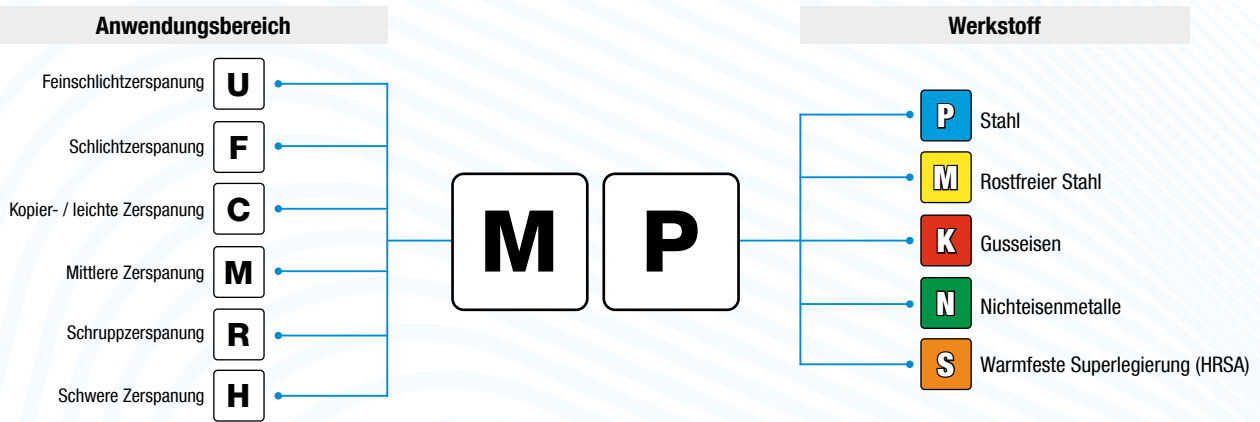 Anwendungsbereich
Feinschlichtzerspanung U
Schlichtzerspanung F
Kopier- / leichte Zerspanung C
Mittlere Zerspanung M
Schruppzerspanung R
Schwere Zerspanung H
M P
Werkstoff
P Stahl
M Rostfreier Stahl
K Gusseisen
N Nichteisenmetalle
S Warmfeste Superlegierung (HRSA)